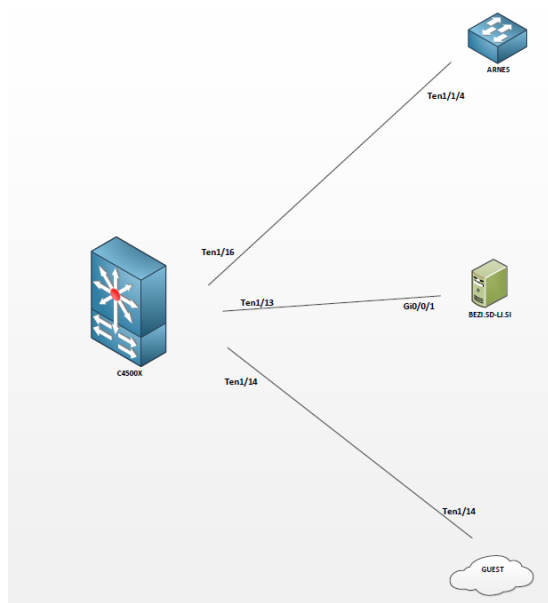 ARNES
Ten1/1/4
Ten1/16
Ten1/13
Gi0/0/1
BEZI.SD-LJ.SI
C4500X
Ten1/14
Ten1/14
GUEST